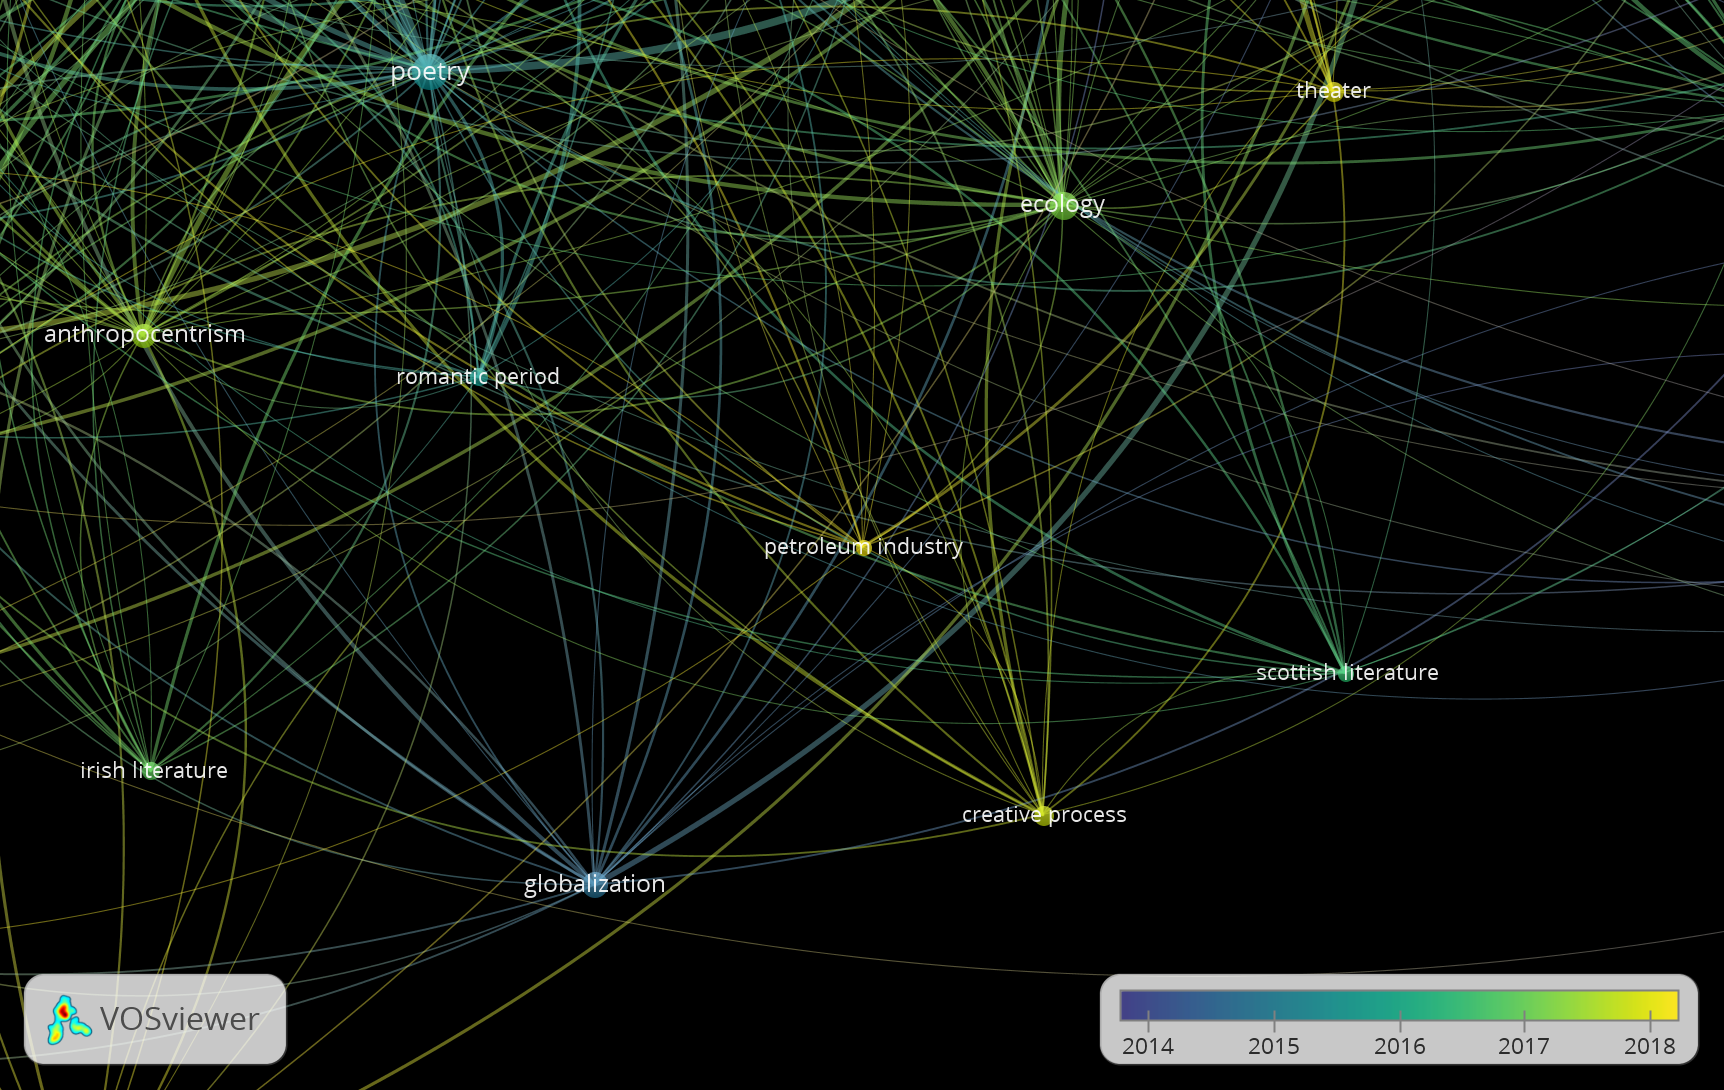 poetry
theater
ecology
anthropocentrism
romantic period
petroleum industry
scottish literature
irish literature
creative process
globalization
VOSviewer
2014 2015 2016 2017 2018